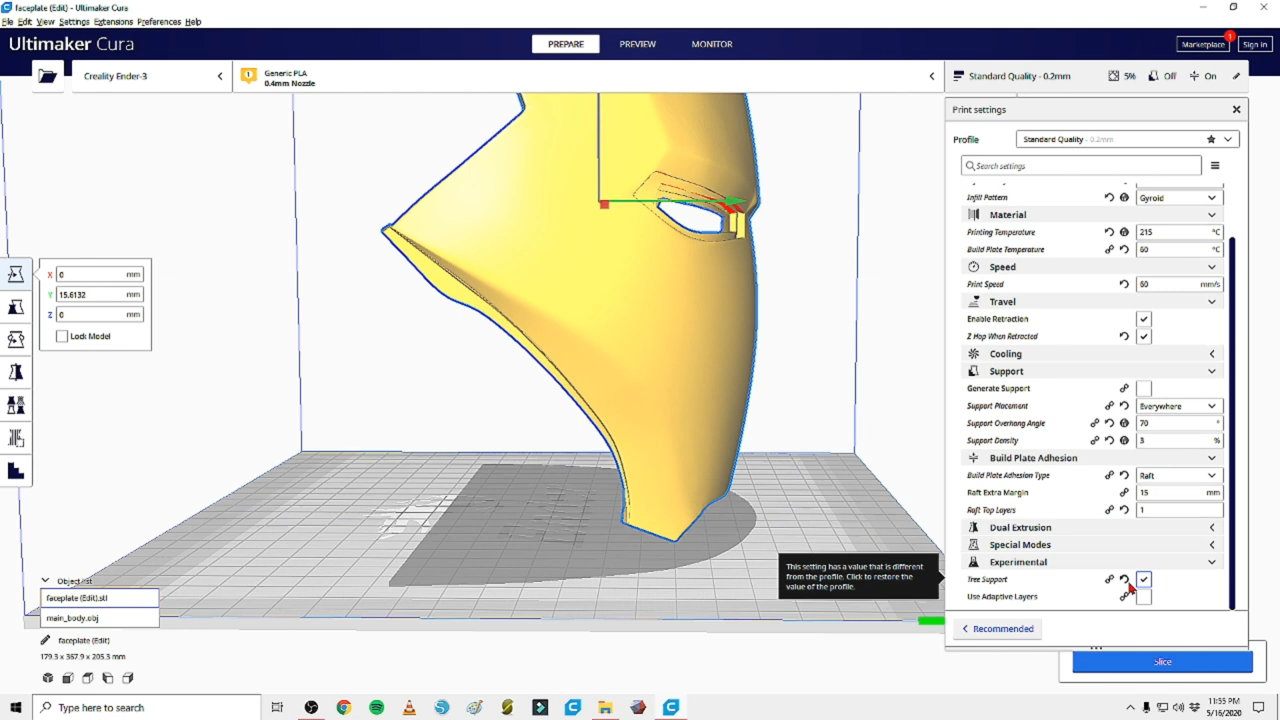 faceplate (Edit) - Ultimaker Cura
File Edit View Settings Extensions Preferences Help
Ultimaker Cura
PREPARE
PREVIEW
MONITOR
Marketplace
1
Sign in
Creality Ender-3
1
Generic PLA
0.4mm Nozzle
Standard Quality - 0.2mm
5%
Off
On
Print settings
Profile
Standard Quality - 0.2mm
Search settings
Infill Pattern
Gyroid
Material
Printing Temperature
215 °C
Build Plate Temperature
60 °C
Speed
Print Speed
60 mm/s
Travel
Enable Retraction
Z Hop When Retracted
Cooling
Support
Generate Support
Support Placement
Everywhere
Support Overhang Angle
70 °
Support Density
3 %
Build Plate Adhesion
Build Plate Adhesion Type
Raft
Raft Extra Margin
15 mm
Raft Top Layers
1
Dual Extrusion
Special Modes
Experimental
Tree Support
Use Adaptive Layers
This setting has a value that is different
from the profile. Click to restore the
value of the profile.
Recommended
Slice
X 0 mm
Y 15.6132 mm
Z 0 mm
Lock Model
Object list
faceplate (Edit).stl
main_body.obj
faceplate (Edit)
179.3 x 367.9 x 205.3 mm
Type here to search
11:55 PM
5/16/2020